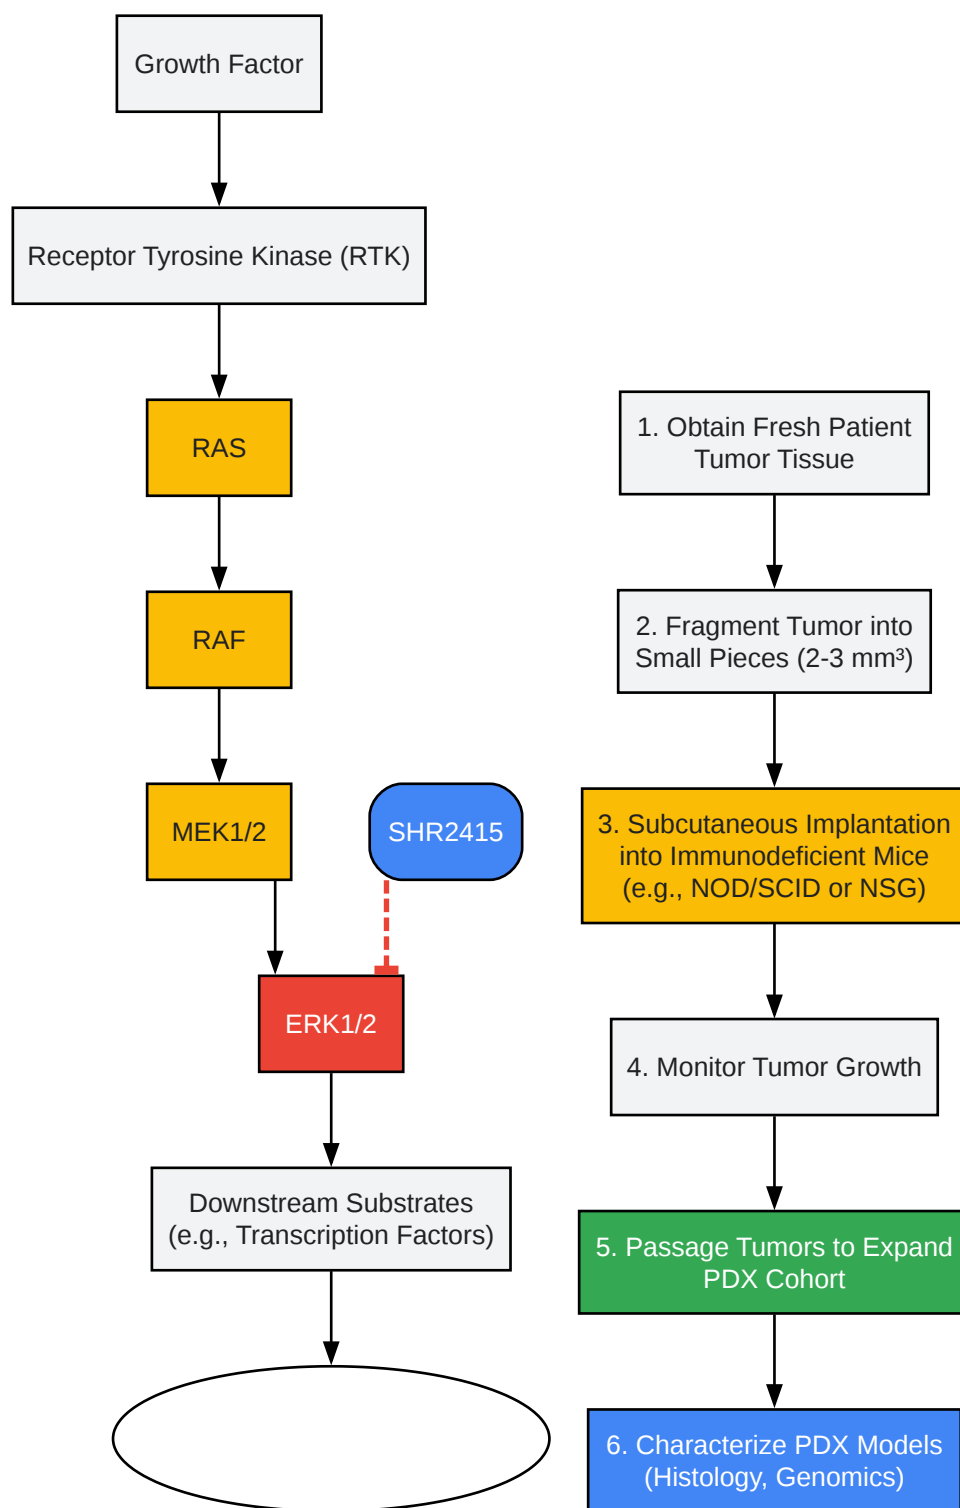 Growth Factor
Receptor Tyrosine Kinase (RTK)
RAS
RAF
MEK1/2
SHR2415
ERK1/2
Downstream Substrates
(e.g., Transcription Factors)
1. Obtain Fresh Patient
Tumor Tissue
2. Fragment Tumor into
Small Pieces (2-3 mm³)
3. Subcutaneous Implantation
into Immunodeficient Mice
(e.g., NOD/SCID or NSG)
4. Monitor Tumor Growth
5. Passage Tumors to Expand
PDX Cohort
6. Characterize PDX Models
(Histology, Genomics)